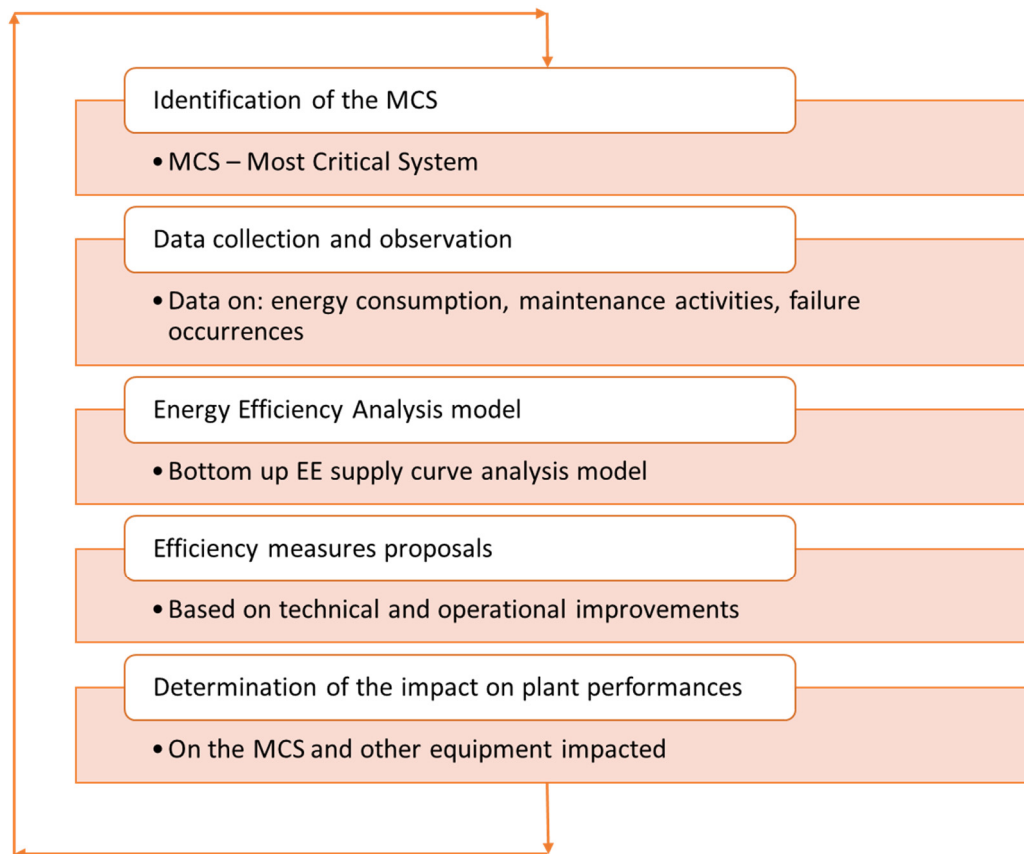 Identification of the MCS
• MCS – Most Critical System
Data collection and observation
• Data on: energy consumption, maintenance activities, failure
occurrences
Energy Efficiency Analysis model
• Bottom up EE supply curve analysis model
Efficiency measures proposals
• Based on technical and operational improvements
Determination of the impact on plant performances
• On the MCS and other equipment impacted